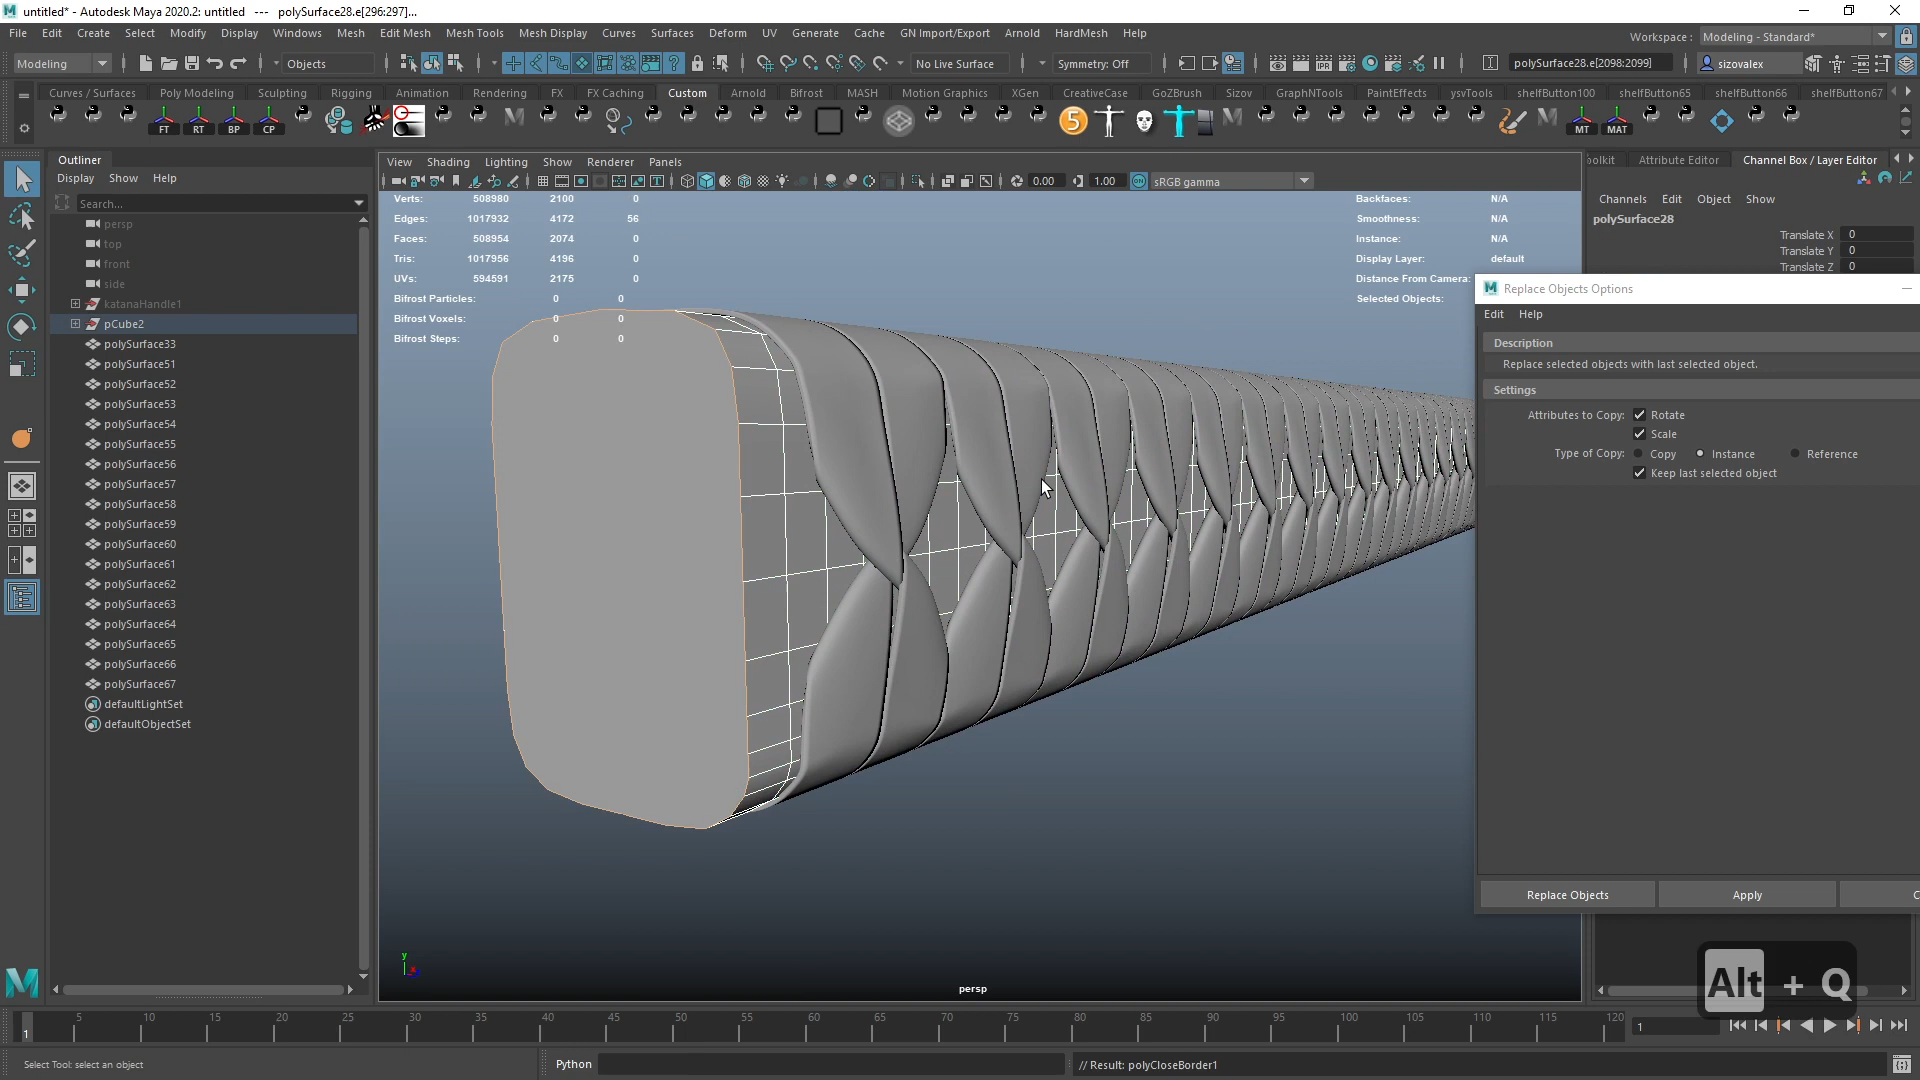 untitled* - Autodesk Maya 2020.2: untitled   ---   polySurface28.e[296:297]...
File Edit Create Select Modify Display Windows Mesh Edit Mesh Mesh Tools Mesh Display Curves Surfaces Deform UV Generate Cache GN Import/Export Arnold HardMesh Help
Workspace : Modeling - Standard*
Modeling Objects No Live Surface Symmetry: Off polySurface28.e[2098:2099] sizovalex
Curves / Surfaces Poly Modeling Sculpting Rigging Animation Rendering FX FX Caching Custom Arnold Bifrost MASH Motion Graphics XGen CreativeCase GoZBrush Sizov GraphNTools PaintEffects ysvTools shelfButton100 shelfButton65 shelfButton66 shelfButton67
FT RT BP CP 5 MT MAT
Outliner
Display Show Help
Search...
persp
top
front
side
katanaHandle1
pCube2
polySurface33
polySurface51
polySurface52
polySurface53
polySurface54
polySurface55
polySurface56
polySurface57
polySurface58
polySurface59
polySurface60
polySurface61
polySurface62
polySurface63
polySurface64
polySurface65
polySurface66
polySurface67
defaultLightSet
defaultObjectSet
View Shading Lighting Show Renderer Panels
0.00 1.00 ON sRGB gamma
Verts: 508980 2100 0
Edges: 1017932 4172 56
Faces: 508954 2074 0
Tris: 1017956 4196 0
UVs: 594591 2175 0
Bifrost Particles: 0 0
Bifrost Voxels: 0 0
Bifrost Steps: 0 0
Backfaces: N/A
Smoothness: N/A
Instance: N/A
Display Layer: default
Distance From Camera:
Selected Objects:
y
x
persp
oolkit Attribute Editor Channel Box / Layer Editor
Channels Edit Object Show
polySurface28
Translate X 0
Translate Y 0
Translate Z 0
Replace Objects Options
Edit Help
Description
Replace selected objects with last selected object.
Settings
Attributes to Copy: Rotate
Scale
Type of Copy: Copy Instance Reference
Keep last selected object
Replace Objects Apply C
Alt + Q
1 5 10 15 20 25 30 35 40 45 50 55 60 65 70 75 80 85 90 95 100 105 110 115 120
1
Select Tool: select an object
Python
// Result: polyCloseBorder1